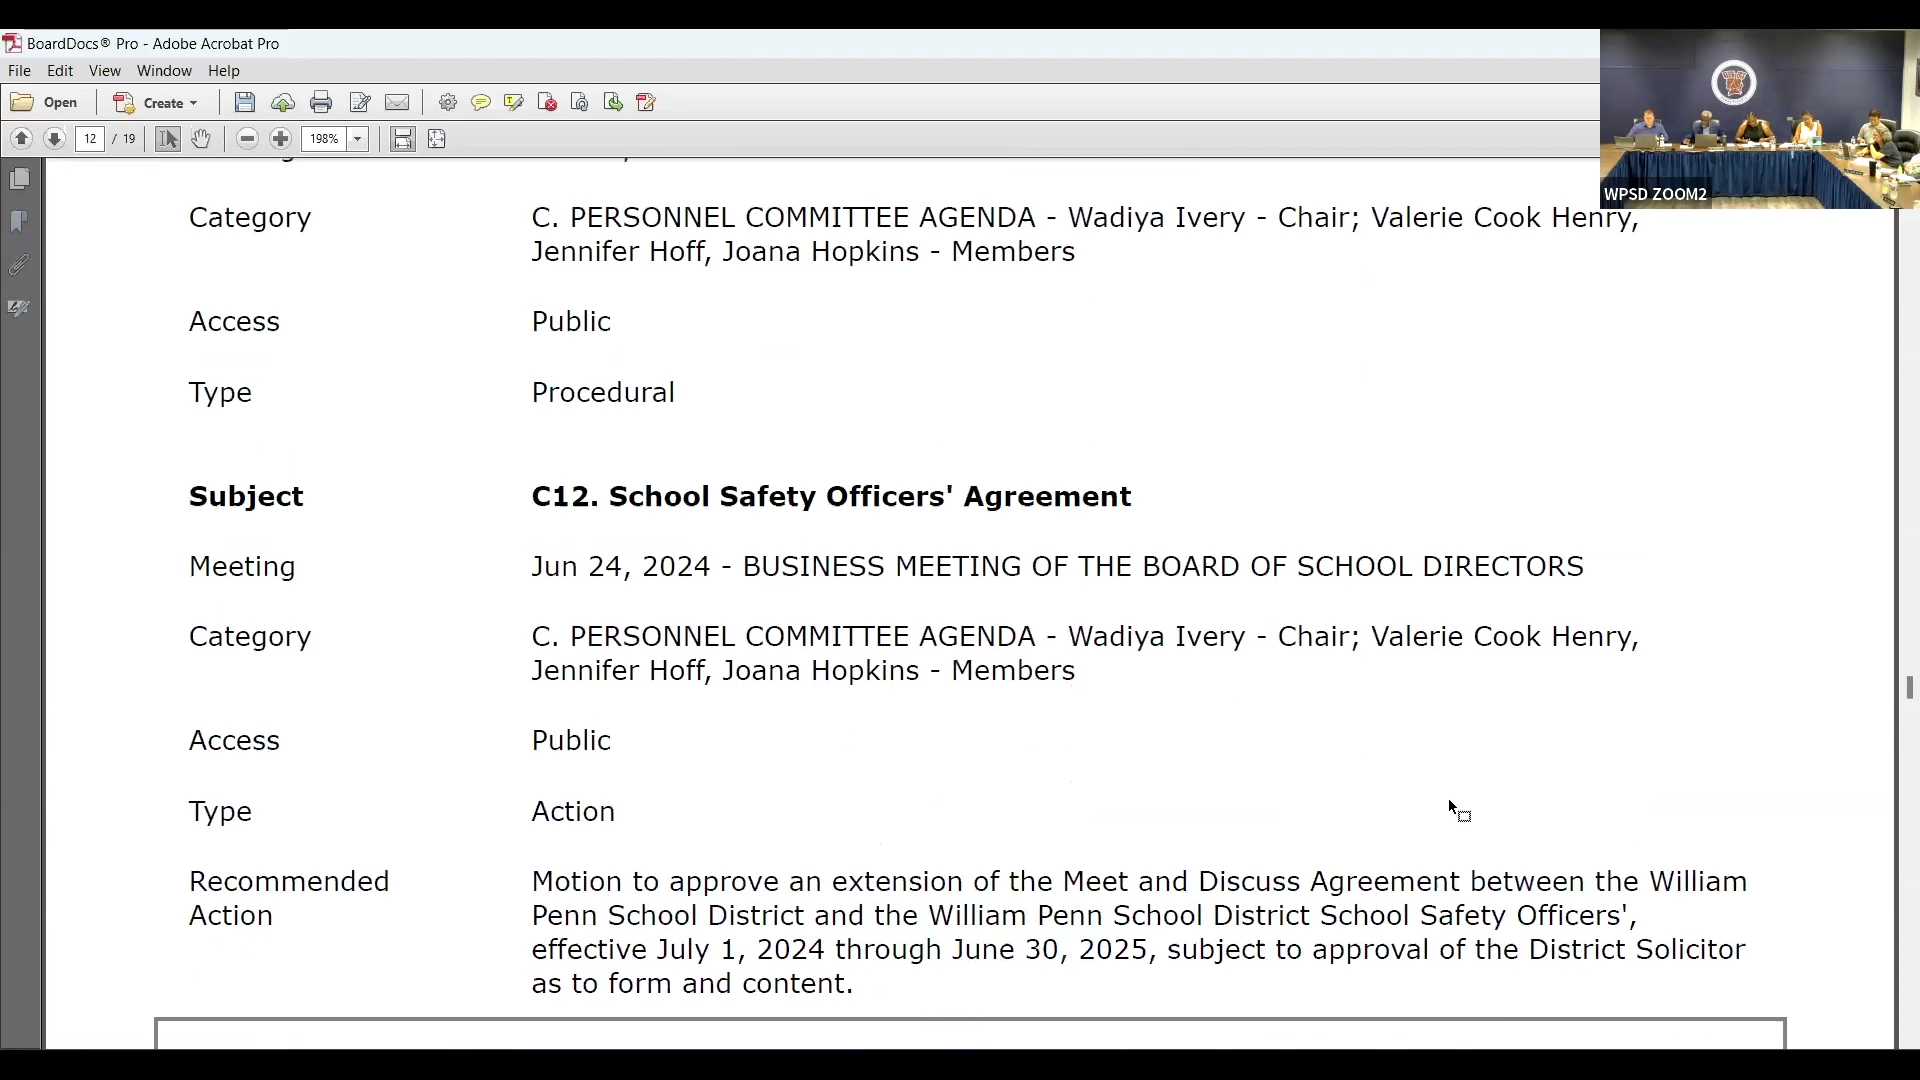 BoardDocs® Pro - Adobe Acrobat Pro
File Edit View Window Help
Open Create
12 / 19 198%
WPSD ZOOM2
Category C. PERSONNEL COMMITTEE AGENDA - Wadiya Ivery - Chair; Valerie Cook Henry,
Jennifer Hoff, Joana Hopkins - Members
Access Public
Type Procedural
Subject C12. School Safety Officers' Agreement
Meeting Jun 24, 2024 - BUSINESS MEETING OF THE BOARD OF SCHOOL DIRECTORS
Category C. PERSONNEL COMMITTEE AGENDA - Wadiya Ivery - Chair; Valerie Cook Henry,
Jennifer Hoff, Joana Hopkins - Members
Access Public
Type Action
Recommended Motion to approve an extension of the Meet and Discuss Agreement between the William
Action Penn School District and the William Penn School District School Safety Officers',
effective July 1, 2024 through June 30, 2025, subject to approval of the District Solicitor
as to form and content.